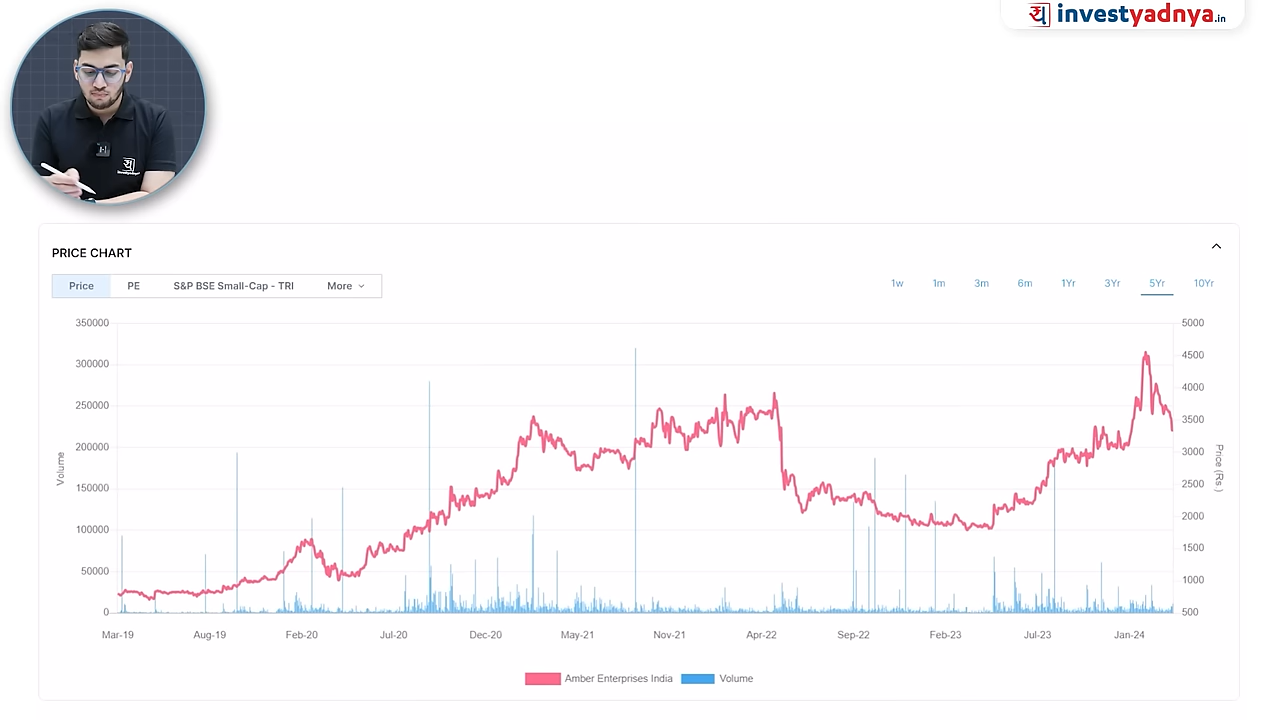 य investyadnya.in
य
PRICE CHART
Price PE S&P BSE Small-Cap - TRI More
1w 1m 3m 6m 1Yr 3Yr 5Yr 10Yr
350000 5000
300000 4500
250000 4000
200000 3500
150000 3000
100000 2500
50000 2000
0 1500
1000
500
Volume
Price (Rs.)
Mar-19 Aug-19 Feb-20 Jul-20 Dec-20 May-21 Nov-21 Apr-22 Sep-22 Feb-23 Jul-23 Jan-24
Amber Enterprises India Volume